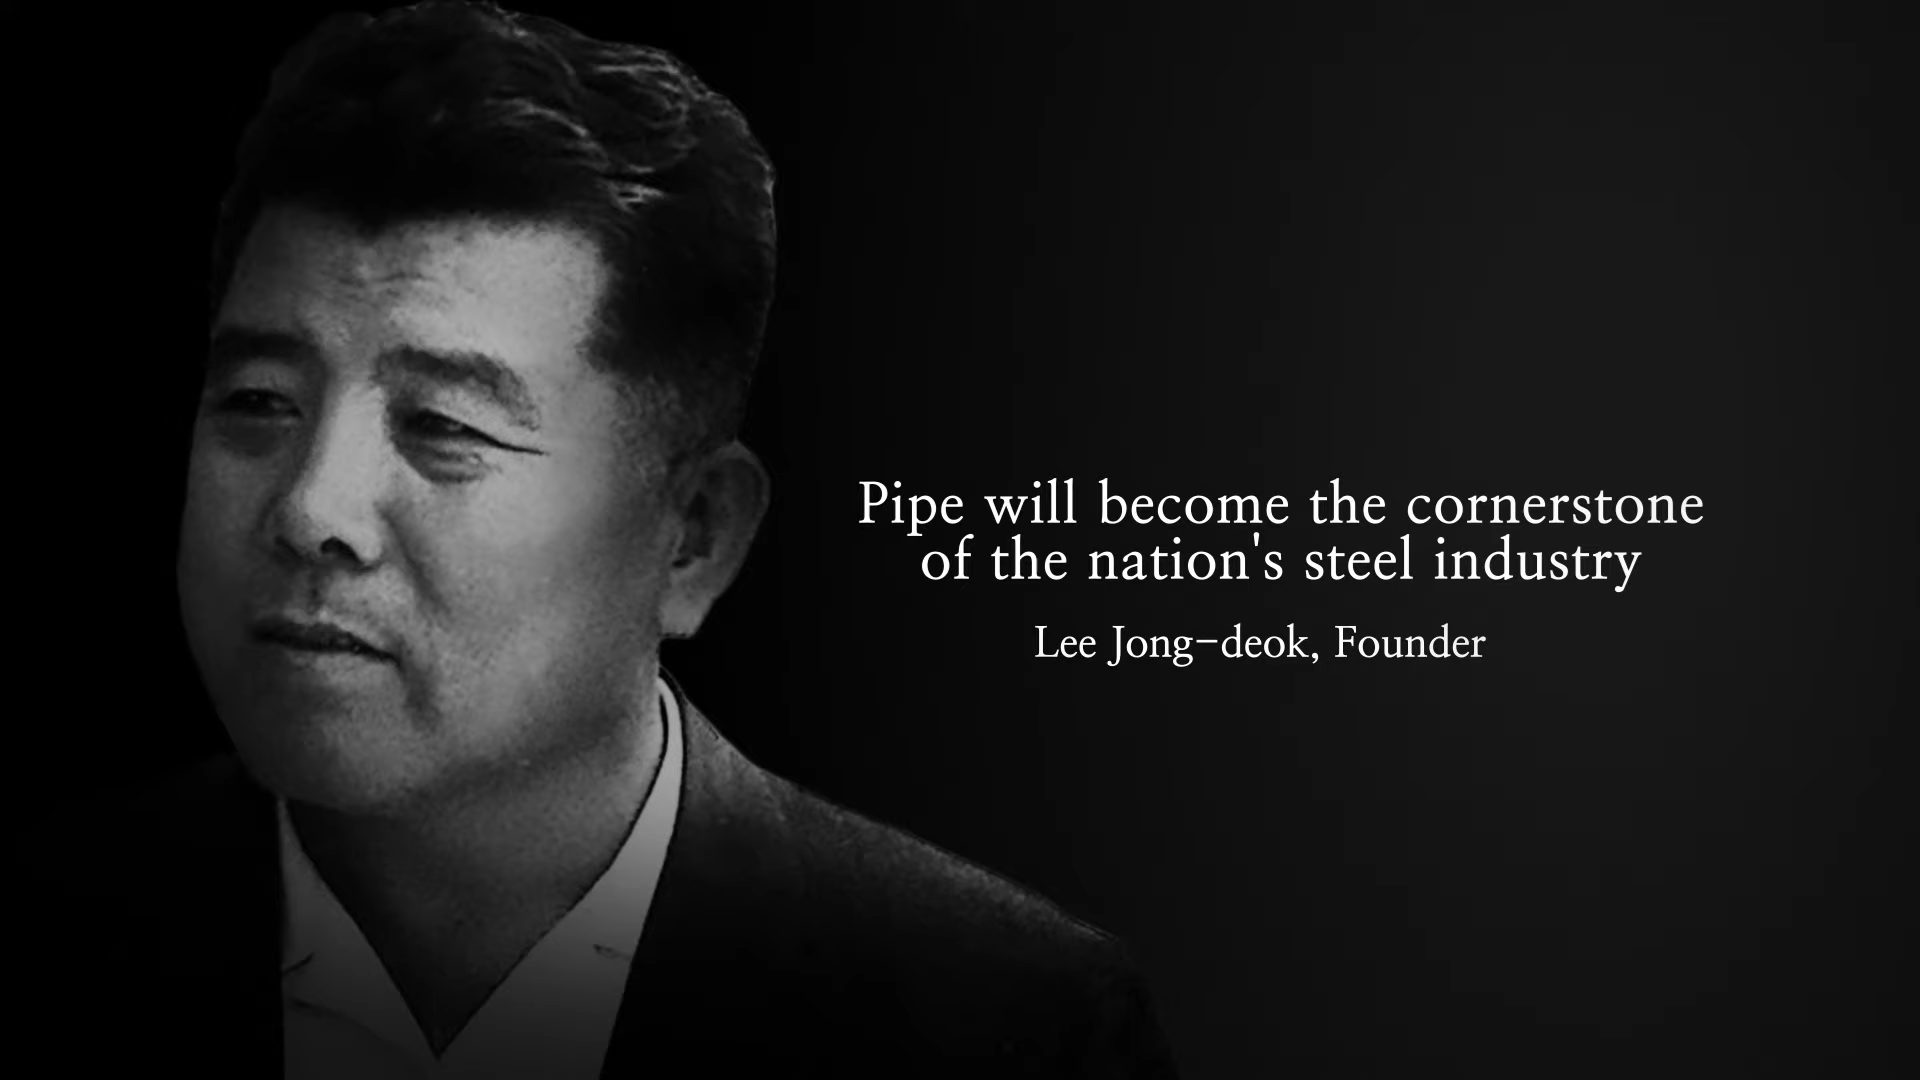 Pipe will become the cornerstone
of the nation's steel industry
Lee Jong-deok, Founder